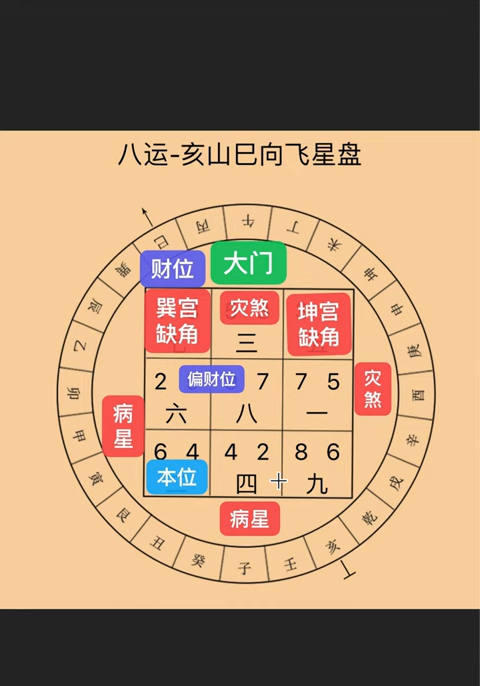 八运-亥山巳向飞星盘
丙 午 丁
巳 未
巽 坤
辰 申
乙 庚
卯 酉
甲 辛
寅 戌
艮 乾
丑 亥
癸 子 壬
财位 大门
巽宫
缺角
灾煞
三
坤宫
缺角
2 偏财位 7 7 5
六 八 一
灾
煞
病
星
6 4 4 2 8 6
本位 四 九
病星